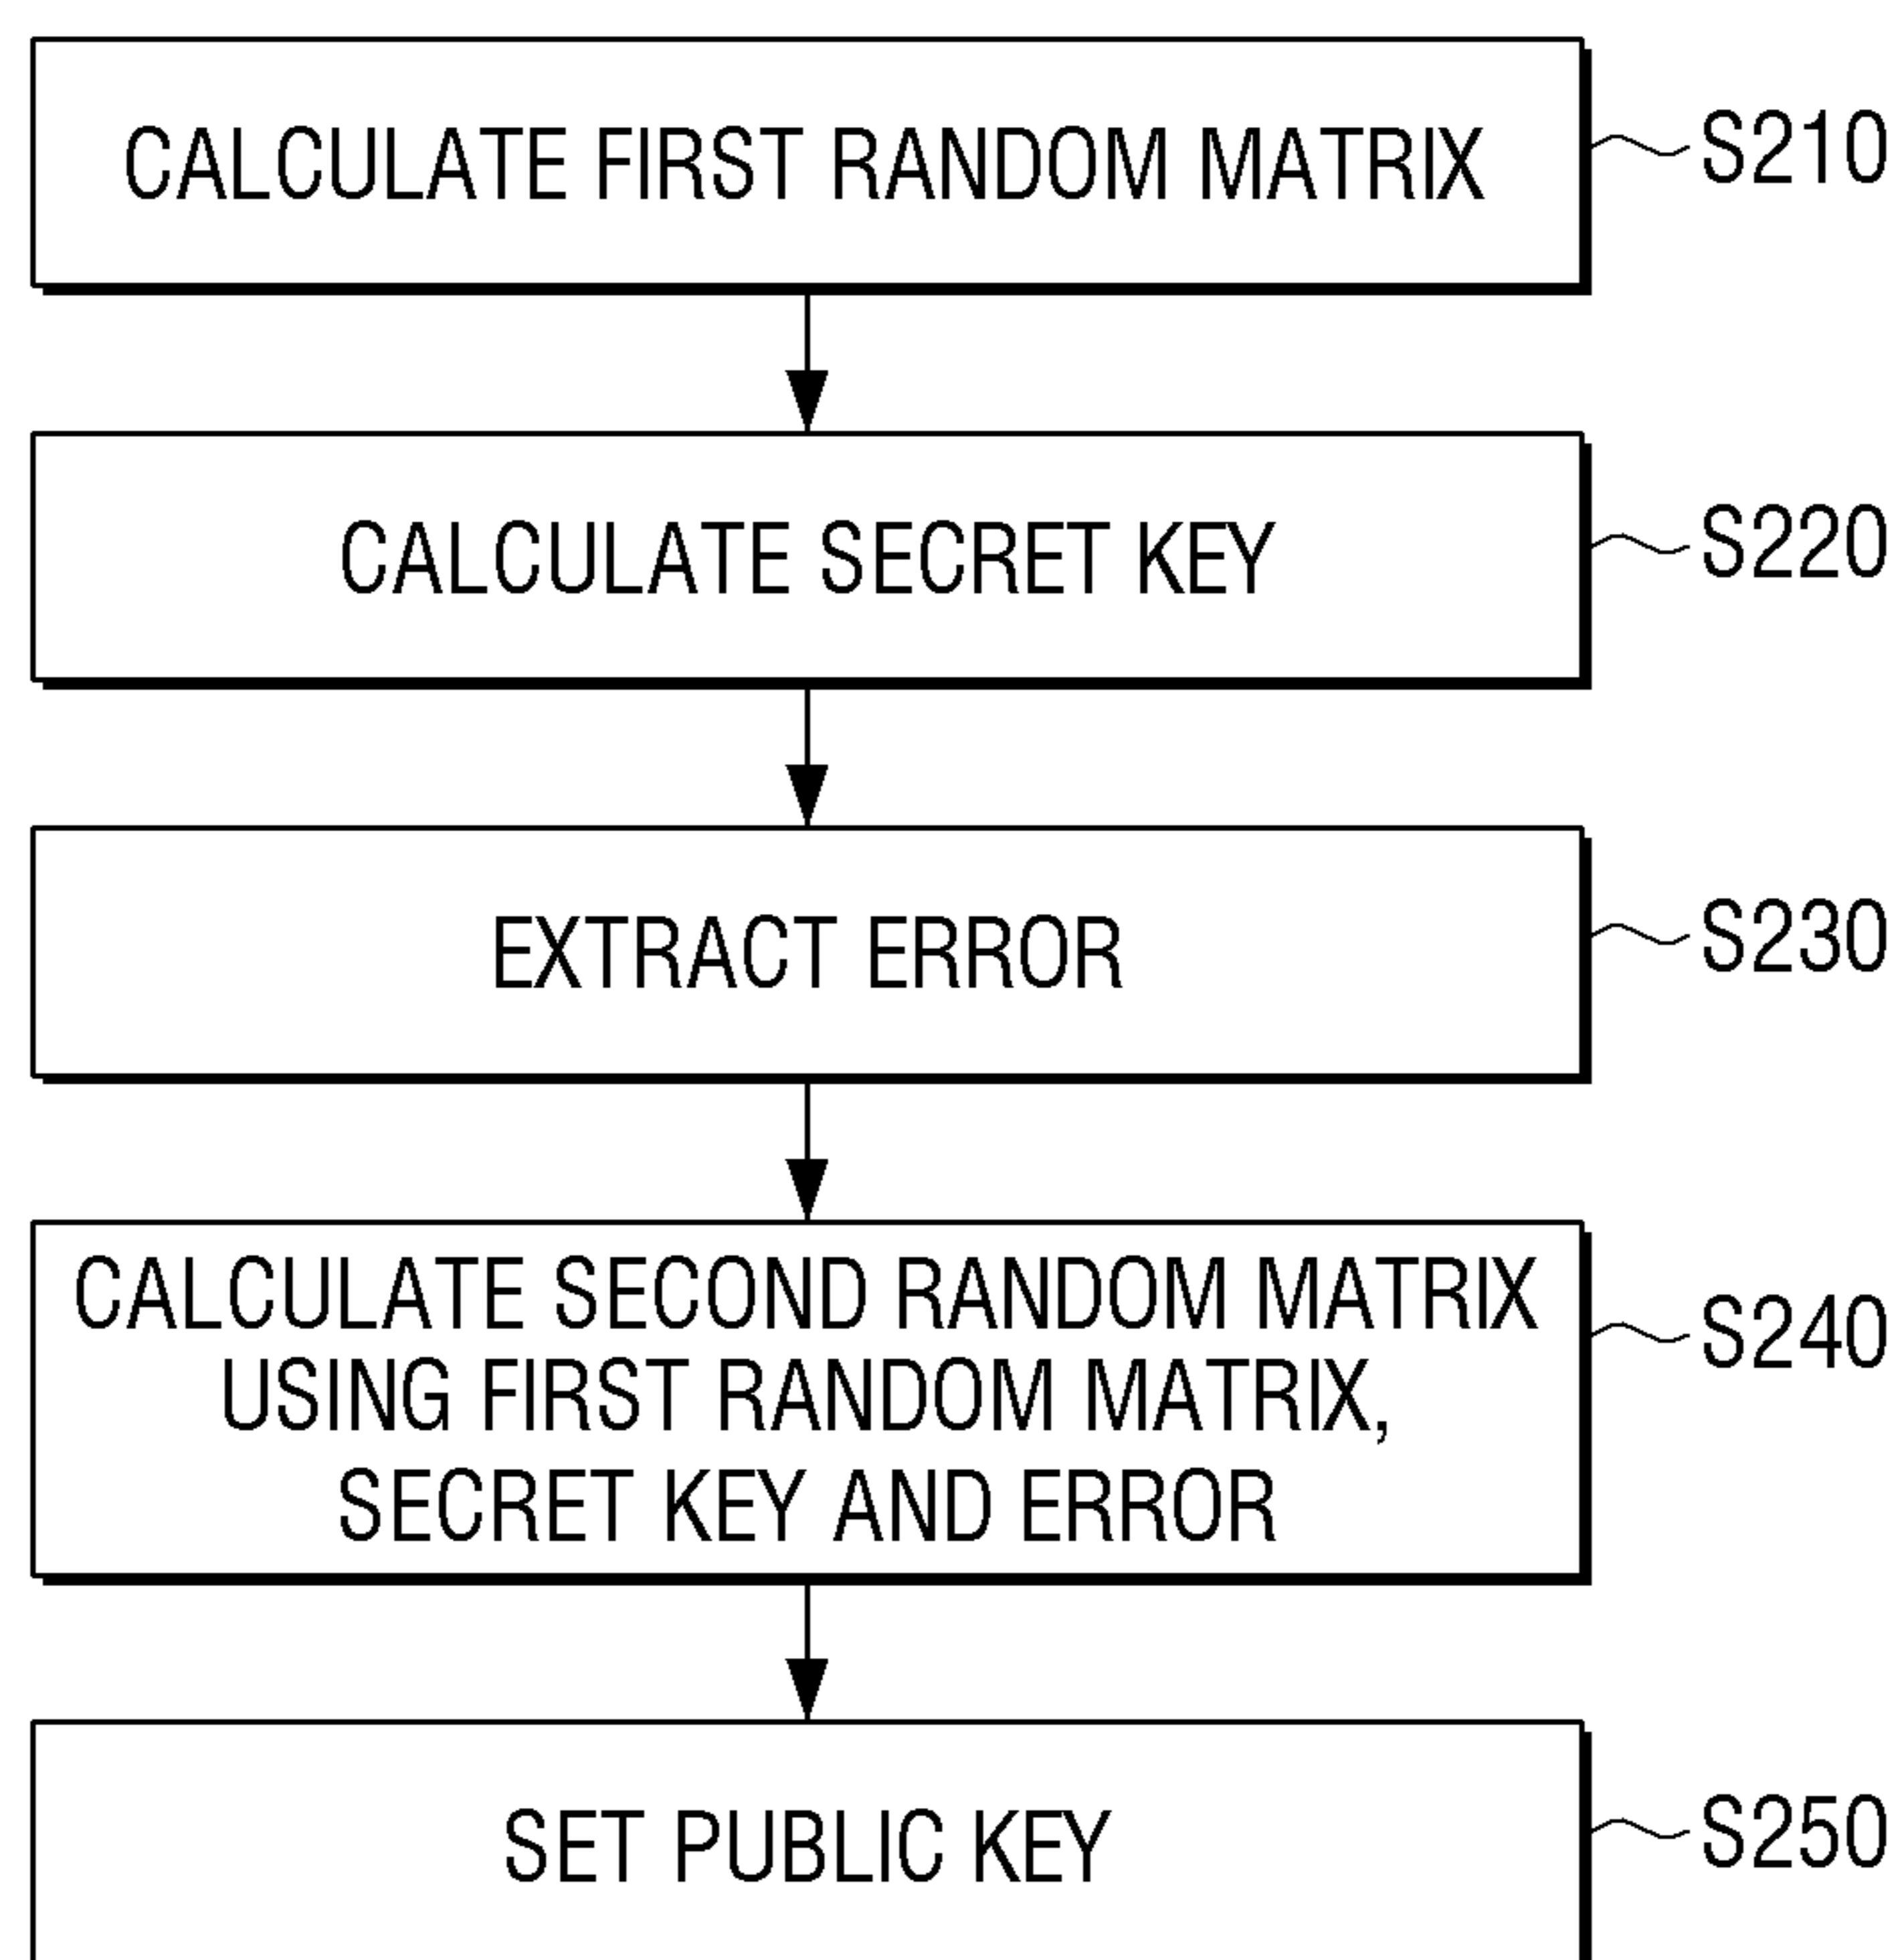 CALCULATE FIRST RANDOM MATRIX
S210
CALCULATE SECRET KEY
S220
EXTRACT ERROR
S230
CALCULATE SECOND RANDOM MATRIX
USING FIRST RANDOM MATRIX,
SECRET KEY AND ERROR
S240
SET PUBLIC KEY
S250